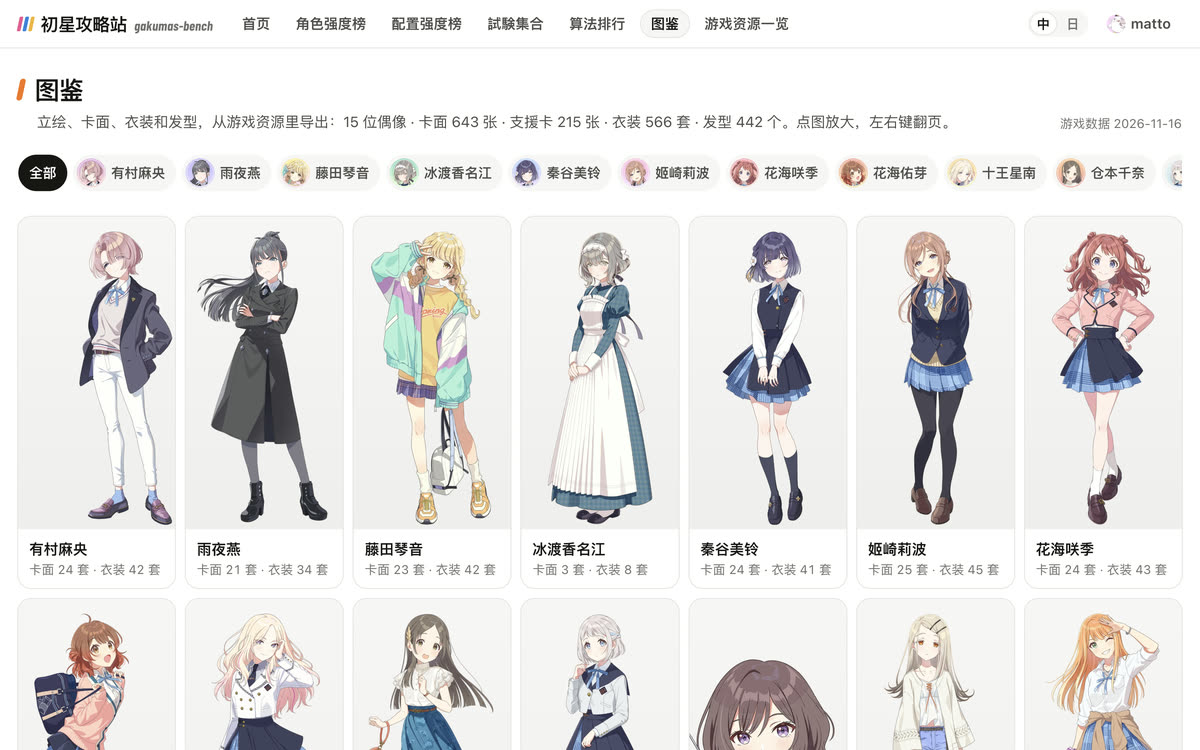 初星攻略站 gakumas-bench 首页 角色强度榜 配置强度榜 試験集合 算法排行 图鉴 游戏资源一览 中 日 matto
图鉴
立绘、卡面、衣装和发型，从游戏资源里导出：15 位偶像 · 卡面 643 张 · 支援卡 215 张 · 衣装 566 套 · 发型 442 个。点图放大，左右键翻页。 游戏数据 2026-11-16
全部 有村麻央 雨夜燕 藤田琴音 冰渡香名江 秦谷美铃 姬崎莉波 花海咲季 花海佑芽 十王星南 仓本千奈
有村麻央 雨夜燕 藤田琴音 冰渡香名江 秦谷美铃 姬崎莉波 花海咲季
卡面 24 套 · 衣装 42 套 卡面 21 套 · 衣装 34 套 卡面 23 套 · 衣装 42 套 卡面 3 套 · 衣装 8 套 卡面 24 套 · 衣装 41 套 卡面 25 套 · 衣装 45 套 卡面 24 套 · 衣装 43 套